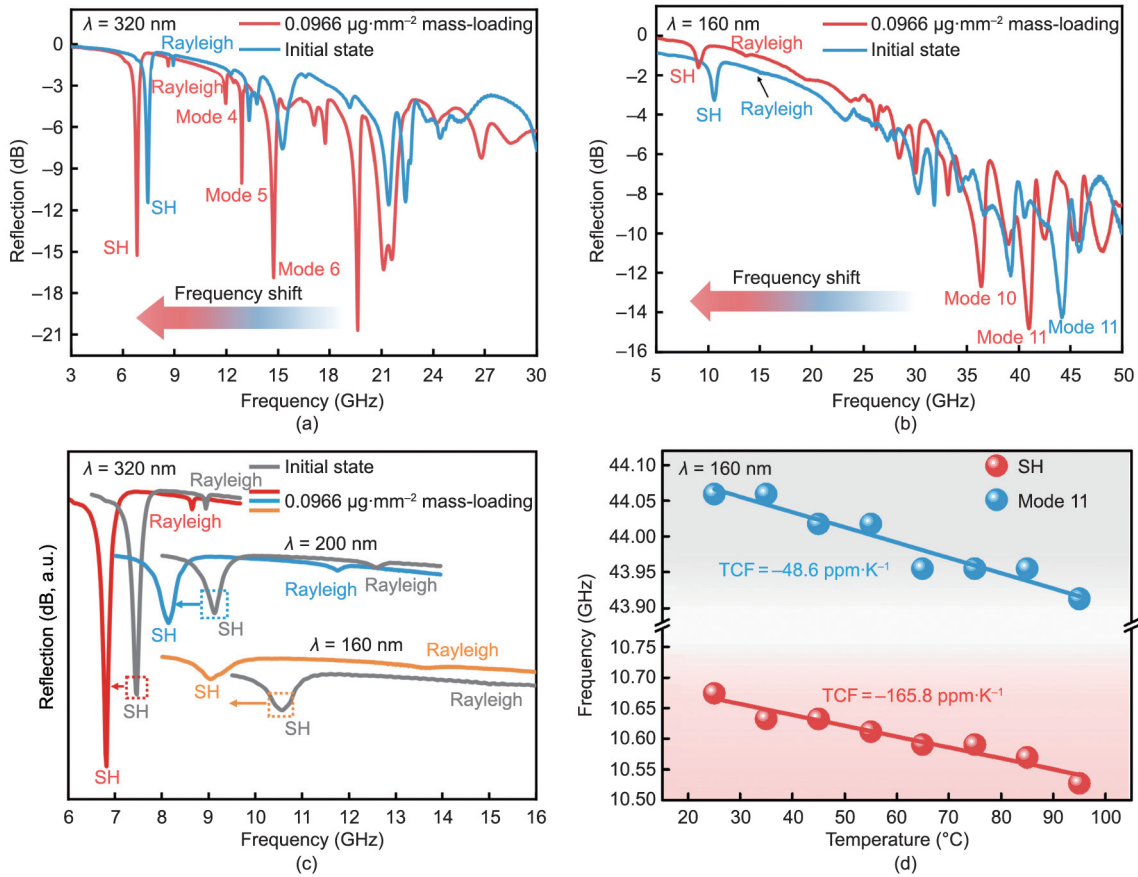 λ = 320 nm
0.0966 µg·mm⁻² mass-loading
Initial state
Rayleigh
Rayleigh
Mode 4
Mode 5
Mode 6
SH
SH
Frequency shift
Reflection (dB)
0
–3
–6
–9
–12
–15
–18
–21
3 6 9 12 15 18 21 24 27 30
Frequency (GHz)
(a)
λ = 160 nm
0.0966 µg·mm⁻² mass-loading
Initial state
Rayleigh
SH
SH
Rayleigh
Frequency shift
Mode 10
Mode 11
Mode 11
Reflection (dB)
0
–2
–4
–6
–8
–10
–12
–14
–16
5 10 15 20 25 30 35 40 45 50
Frequency (GHz)
(b)
λ = 320 nm
Initial state
0.0966 µg·mm⁻² mass-loading
Rayleigh
Rayleigh
λ = 200 nm
Rayleigh
Rayleigh
SH
SH
λ = 160 nm
Rayleigh
Rayleigh
SH
SH
SH
SH
Reflection (dB, a.u.)
6 7 8 9 10 11 12 13 14 15 16
Frequency (GHz)
(c)
λ = 160 nm
SH
Mode 11
TCF = –48.6 ppm·K⁻¹
TCF = –165.8 ppm·K⁻¹
Frequency (GHz)
44.10
44.05
44.00
43.95
43.90
10.75
10.70
10.65
10.60
10.55
10.50
20 30 40 50 60 70 80 90 100
Temperature (°C)
(d)